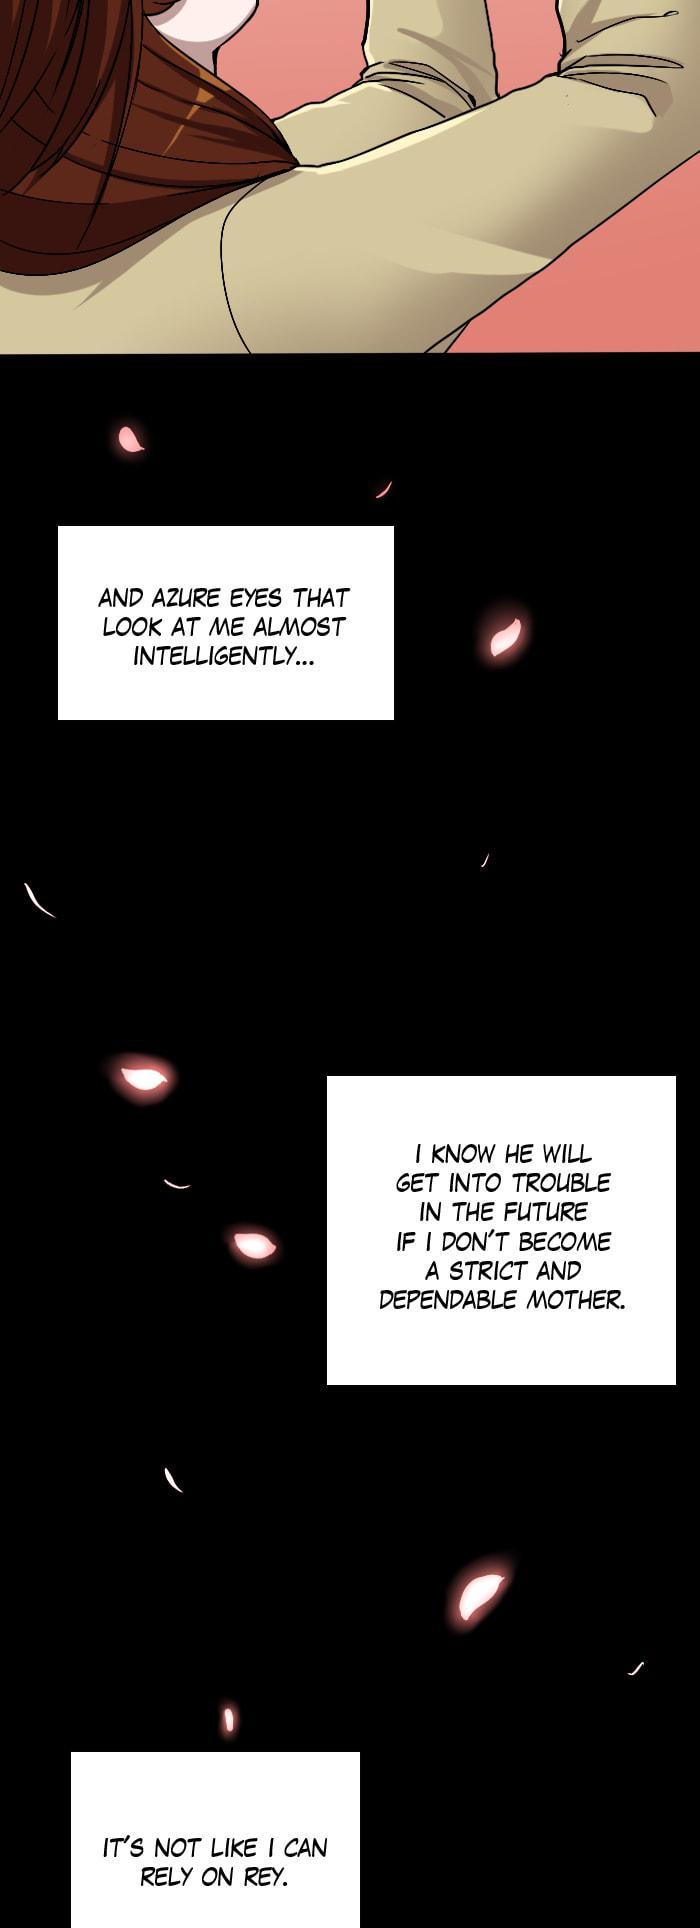 AND AZURE EYES THAT
LOOK AT ME ALMOST
INTELLIGENTLY...
I KNOW HE WILL
GET INTO TROUBLE
IN THE FUTURE
IF I DON'T BECOME
A STRICT AND
DEPENDABLE MOTHER.
IT'S NOT LIKE I CAN
RELY ON REY.